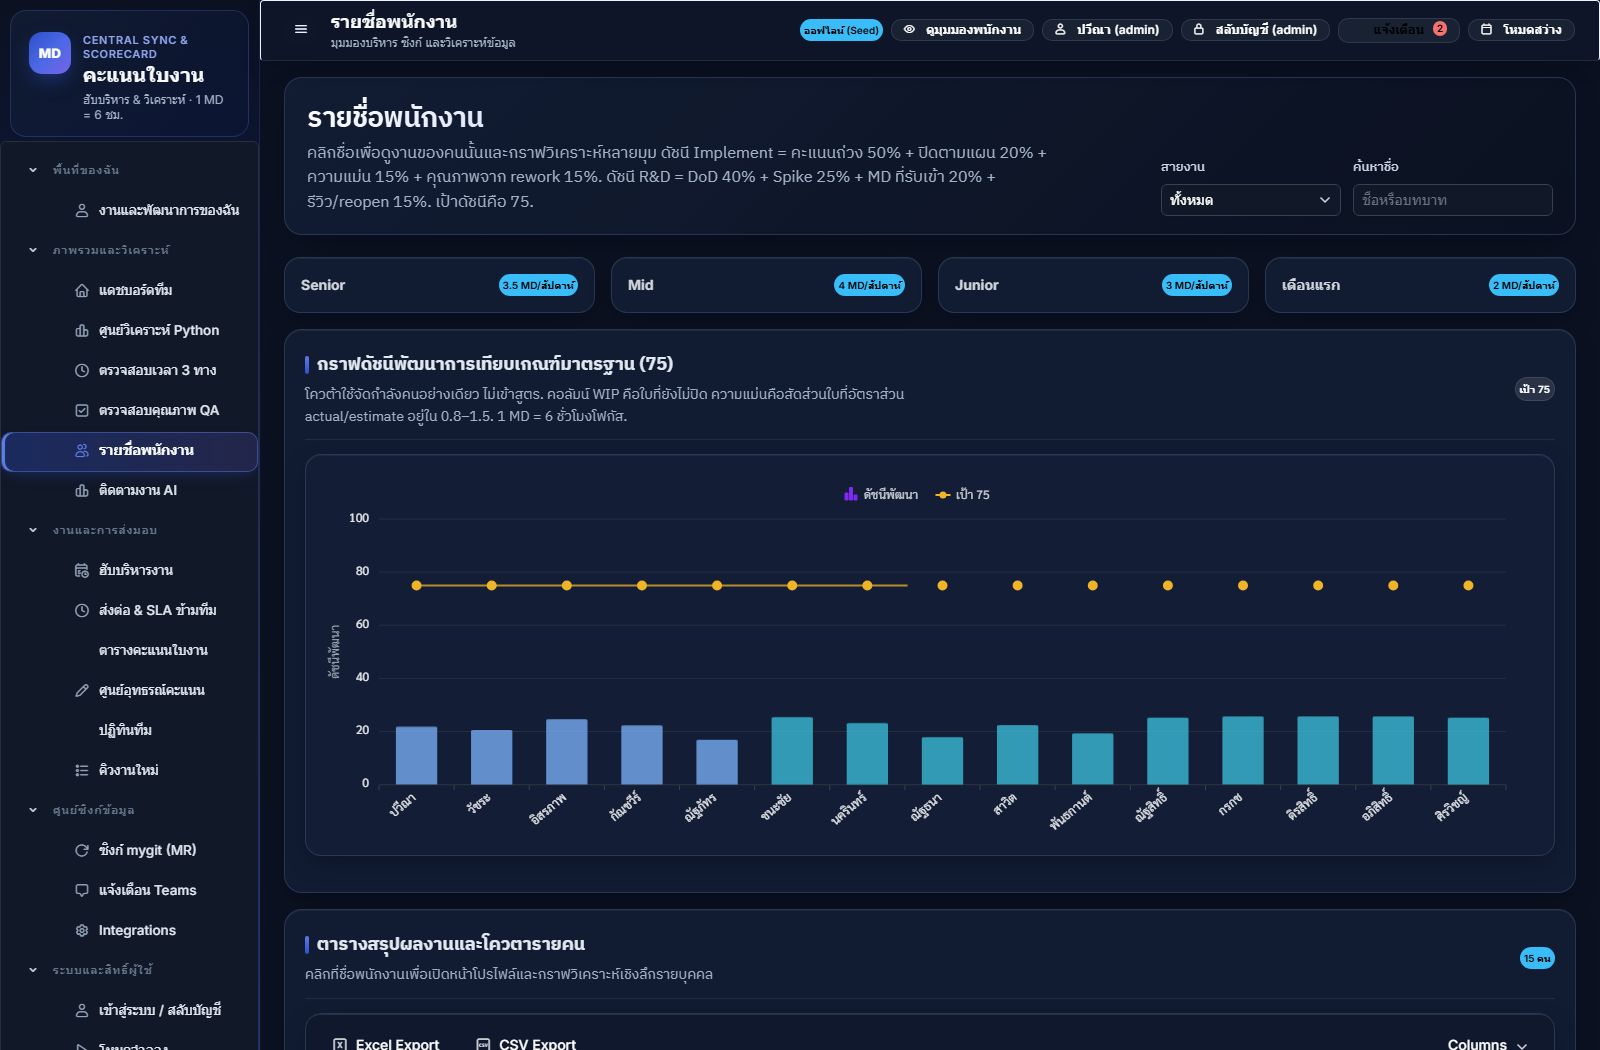 MD
CENTRAL SYNC &
SCORECARD
คะแนนใบงาน
ฮับบริหาร & วิเคราะห์ · 1 MD
= 6 ชม.
พื้นที่ของฉัน
งานและพัฒนาการของฉัน
ภาพรวมและวิเคราะห์
แดชบอร์ดทีม
ศูนย์วิเคราะห์ Python
ตรวจสอบเวลา 3 ทาง
ตรวจสอบคุณภาพ QA
รายชื่อพนักงาน
ติดตามงาน AI
งานและการส่งมอบ
ฮับบริหารงาน
ส่งต่อ & SLA ข้ามทีม
ตารางคะแนนใบงาน
ศูนย์อุทธรณ์คะแนน
ปฏิทินทีม
คิวงานใหม่
ศูนย์ซิงก์ข้อมูล
ซิงก์ mygit (MR)
แจ้งเตือน Teams
Integrations
ระบบและสิทธิ์ผู้ใช้
เข้าสู่ระบบ / สลับบัญชี
โหมดสำรอง
รายชื่อพนักงาน
มุมมองบริหาร ซิงก์ และวิเคราะห์ข้อมูล
ออฟไลน์ (Seed)
ดูมุมมองพนักงาน
ปวีณา (admin)
สลับบัญชี (admin)
แจ้งเตือน
2
โหมดสว่าง
รายชื่อพนักงาน
คลิกชื่อเพื่อดูงานของคนนั้นและกราฟวิเคราะห์หลายมุม ดัชนี Implement = คะแนนถ่วง 50% + ปิดตามแผน 20% +
ความแม่น 15% + คุณภาพจาก rework 15%. ดัชนี R&D = DoD 40% + Spike 25% + MD ที่รับเข้า 20% +
รีวิว/reopen 15%. เป้าดัชนีคือ 75.
สายงาน
ทั้งหมด
ค้นหาชื่อ
ชื่อหรือบทบาท
Senior
3.5 MD/สัปดาห์
Mid
4 MD/สัปดาห์
Junior
3 MD/สัปดาห์
เดือนแรก
2 MD/สัปดาห์
กราฟดัชนีพัฒนาการเทียบเกณฑ์มาตรฐาน (75)
โควต้าใช้จัดกำลังคนอย่างเดียว ไม่เข้าสูตร. คอลัมน์ WIP คือใบที่ยังไม่ปิด ความแม่นคือสัดส่วนใบที่อัตราส่วน
actual/estimate อยู่ใน 0.8–1.5. 1 MD = 6 ชั่วโมงโฟกัส.
เป้า 75
ดัชนีพัฒนา
เป้า 75
100
80
60
40
20
0
ดัชนีพัฒนา
ปวีณา
วัชระ
อิสรภาพ
กัณฑรีร์
ณัฐภัทร
ชนะชัย
นครินทร์
ณัฐธนา
สาวิต
พันธกานต์
ณัฐสิทธิ์
กรกช
ติรสิทธิ์
อภิสิทธิ์
ศิรวิชญ์
ตารางสรุปผลงานและโควตารายคน
คลิกที่ชื่อพนักงานเพื่อเปิดหน้าโปรไฟล์และกราฟวิเคราะห์เชิงลึกรายบุคคล
15 คน
Excel Export
CSV Export
Columns